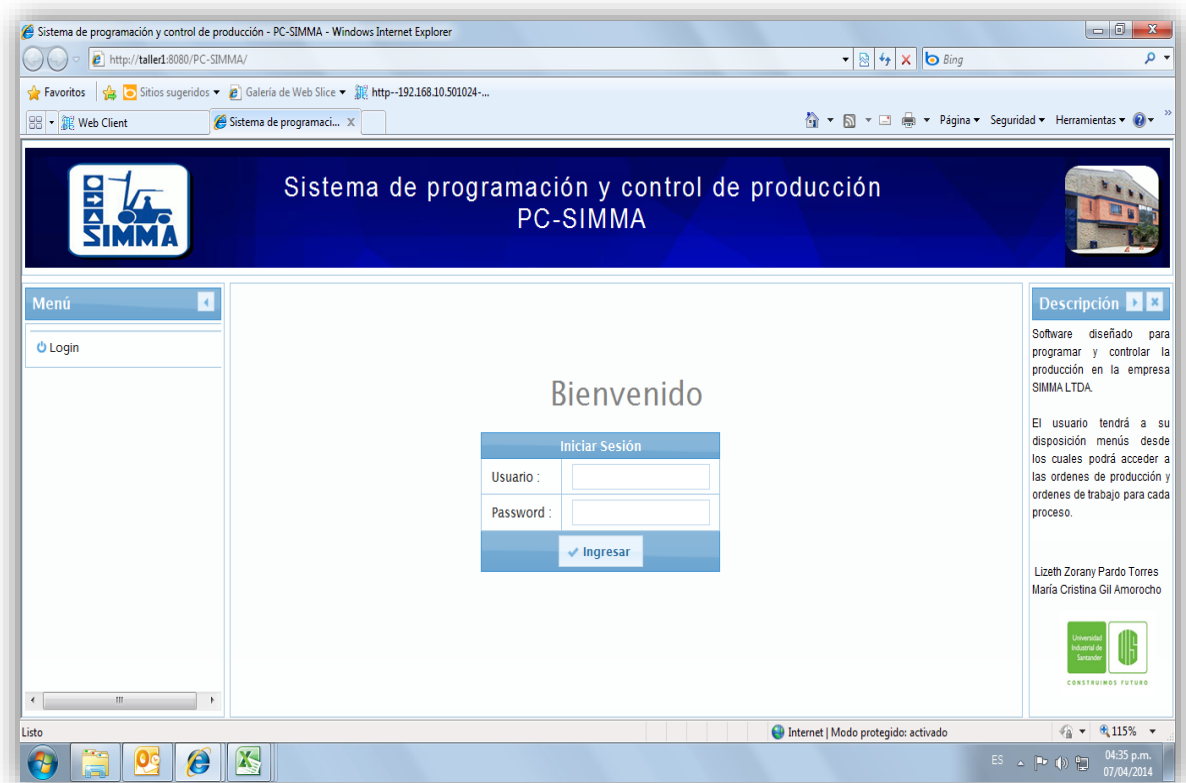 Sistema de programación y control de producción - PC-SIMMA - Windows Internet Explorer
http://taller1:8080/PC-SIMMA/
Bing
Favoritos
Sitios sugeridos
Galería de Web Slice
http--192.168.10.501024-...
Web Client
Sistema de programaci...
Página
Seguridad
Herramientas
SIMMA
Sistema de programación y control de producción
PC-SIMMA
Menú
Login
Bienvenido
Iniciar Sesión
Usuario :
Password :
Ingresar
Descripción
Software diseñado para
programar y controlar la
producción en la empresa
SIMMA LTDA.
El usuario tendrá a su
disposición menús desde
los cuales podrá acceder a
las ordenes de producción y
ordenes de trabajo para cada
proceso.
Lizeth Zorany Pardo Torres
María Cristina Gil Amorocho
Universidad
Industrial de
Santander
CONSTRUIMOS FUTURO
Listo
Internet | Modo protegido: activado
115%
ES
04:35 p.m.
07/04/2014